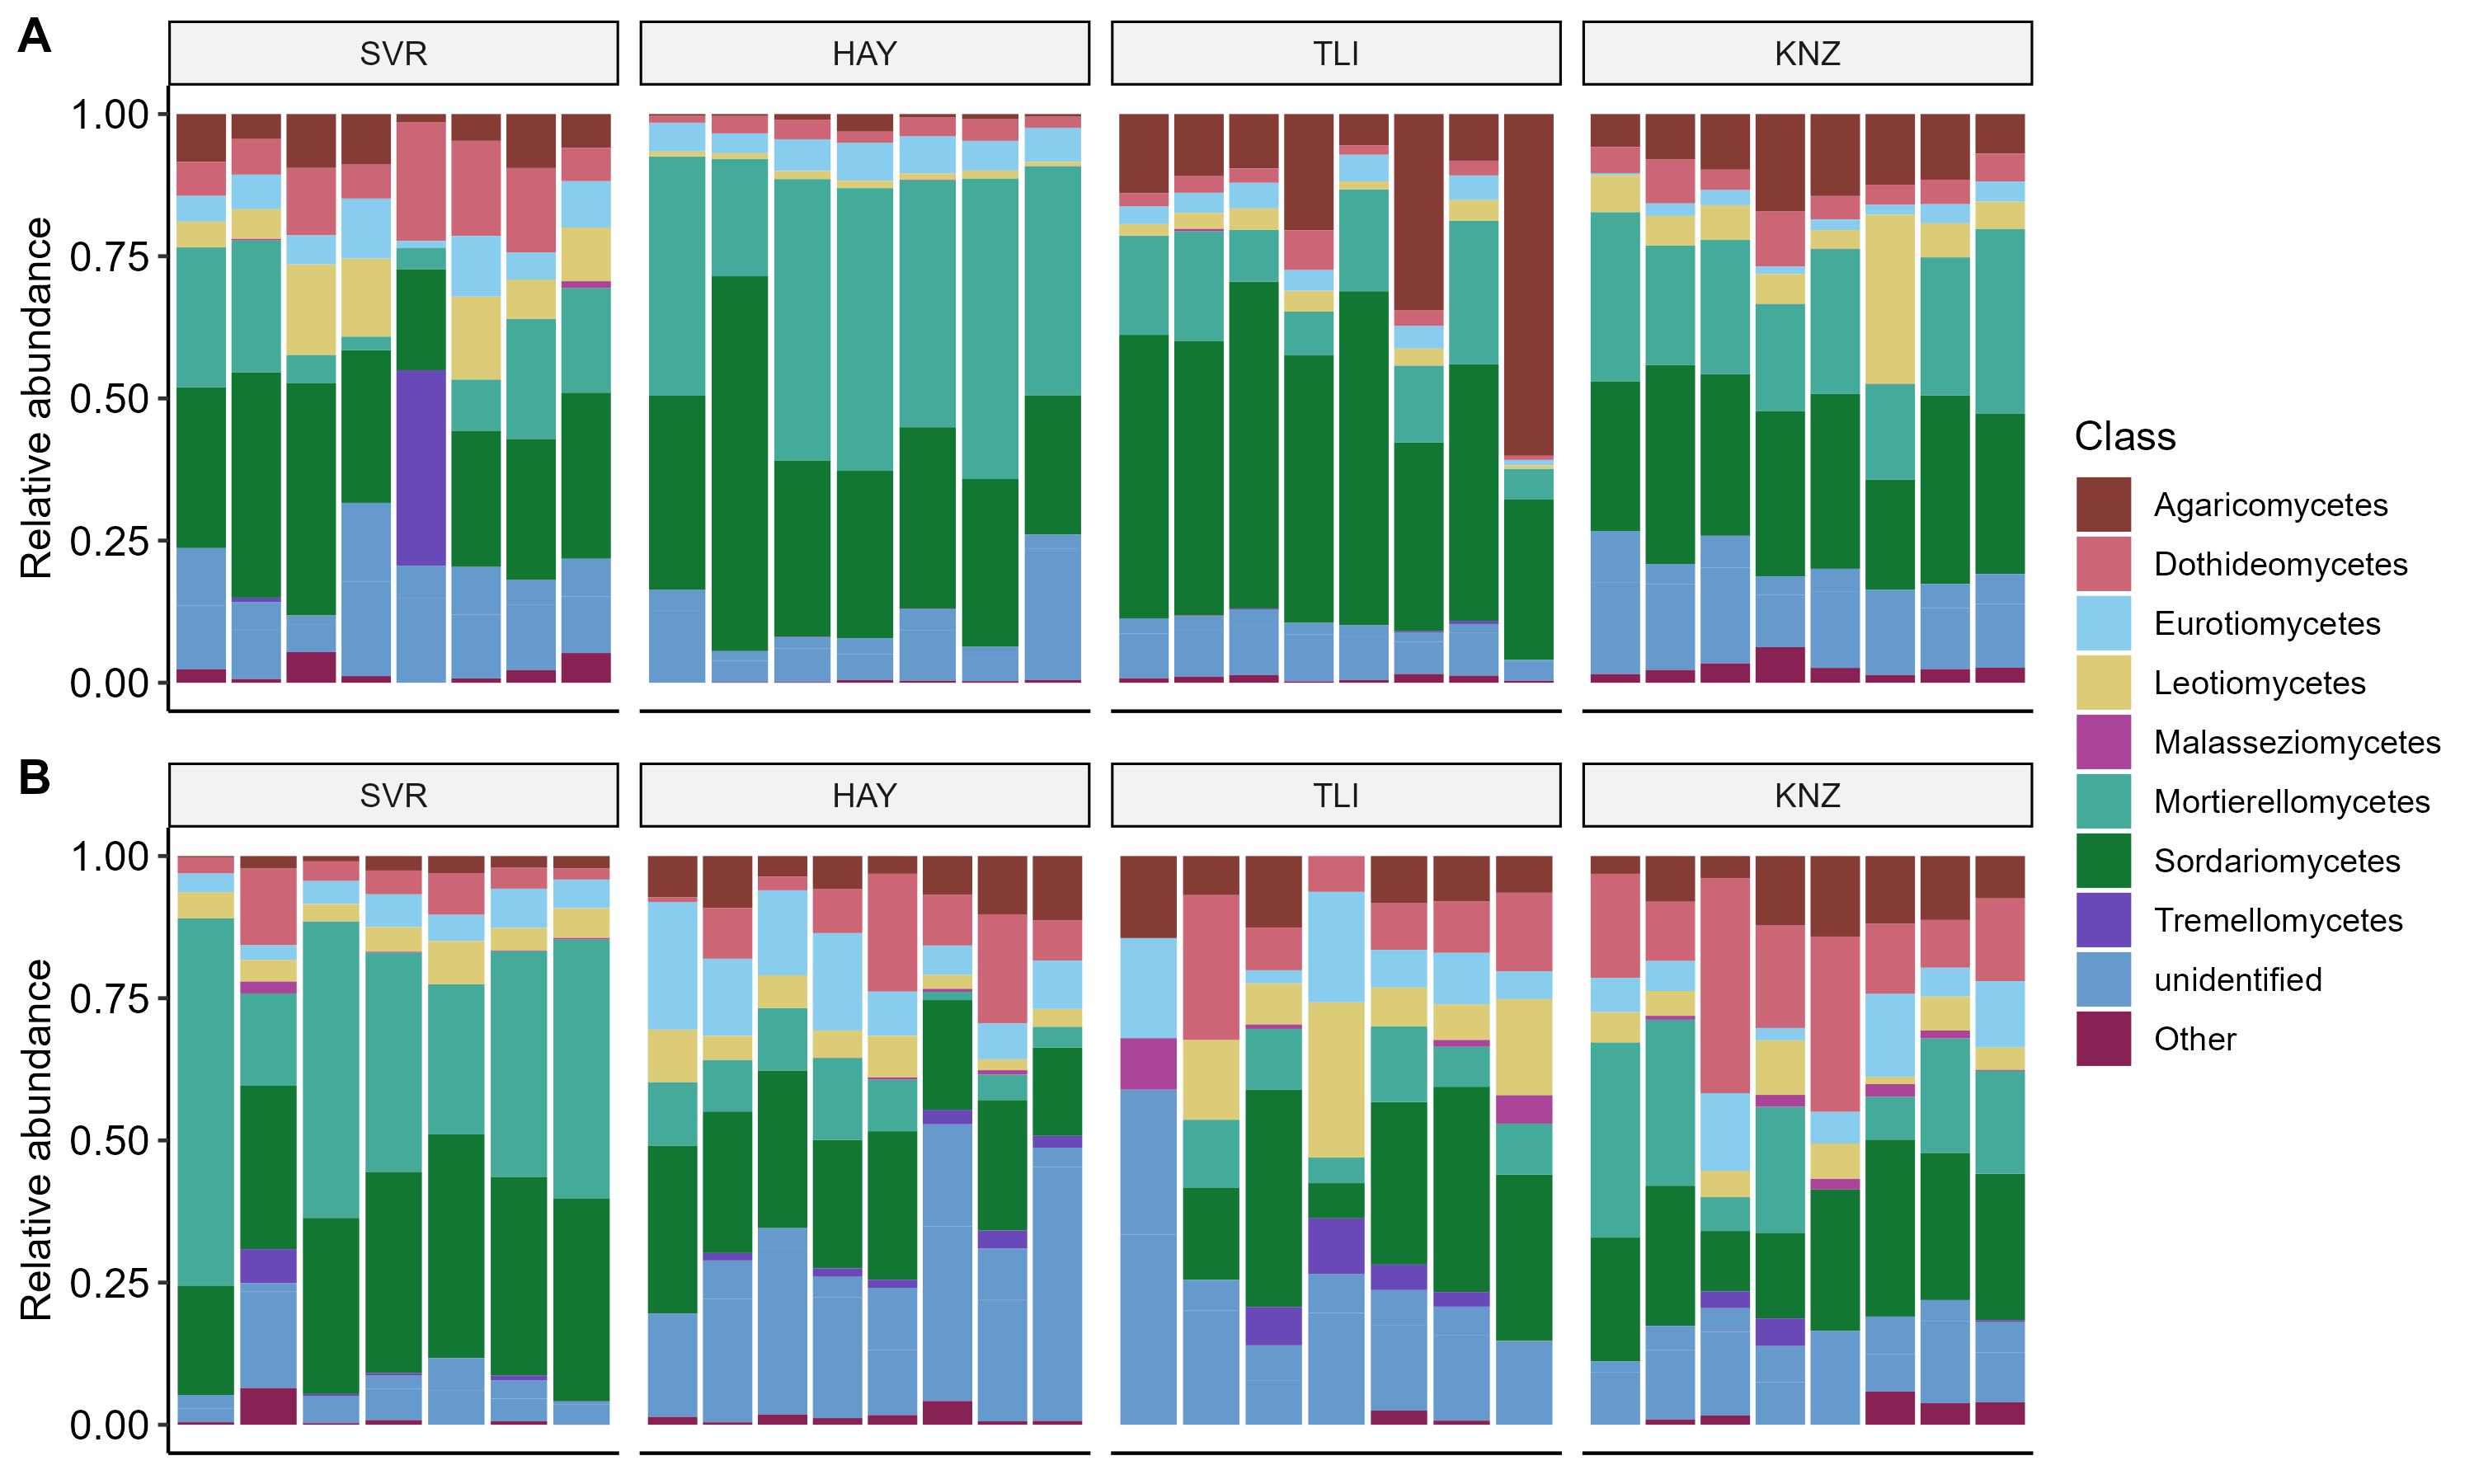 A
SVR
HAY
TLI
KNZ
1.00
0.75
0.50
0.25
0.00
Relative abundance
B
SVR
HAY
TLI
KNZ
1.00
0.75
0.50
0.25
0.00
Relative abundance
Class
Agaricomycetes
Dothideomycetes
Eurotiomycetes
Leotiomycetes
Malasseziomycetes
Mortierellomycetes
Sordariomycetes
Tremellomycetes
unidentified
Other